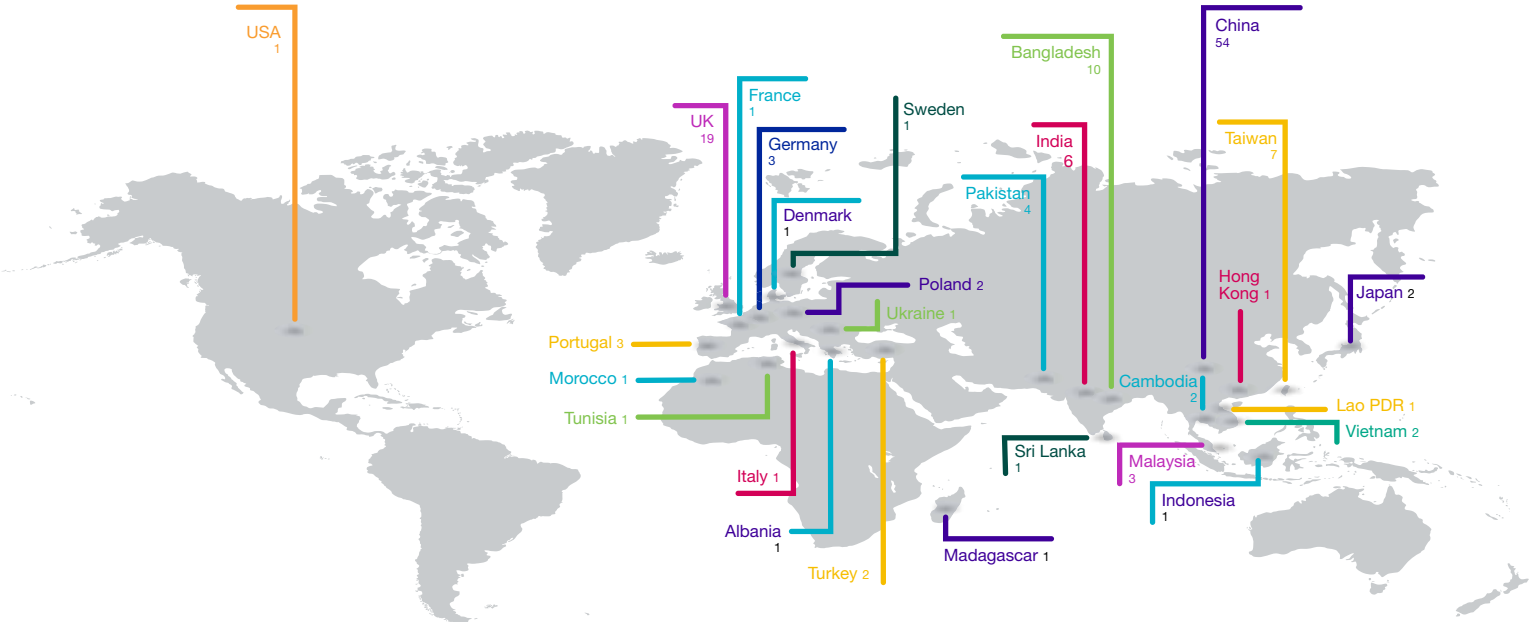 USA
1
UK
19
France
1
Germany
3
Denmark
1
Sweden
1
Poland 2
Ukraine 1
Portugal 3
Morocco 1
Tunisia 1
Italy 1
Albania
1
Turkey 2
Madagascar 1
Bangladesh
10
India
6
Pakistan
4
China
54
Taiwan
7
Hong
Kong 1
Japan 2
Cambodia
2
Lao PDR 1
Vietnam 2
Sri Lanka
1
Malaysia
3
Indonesia
1